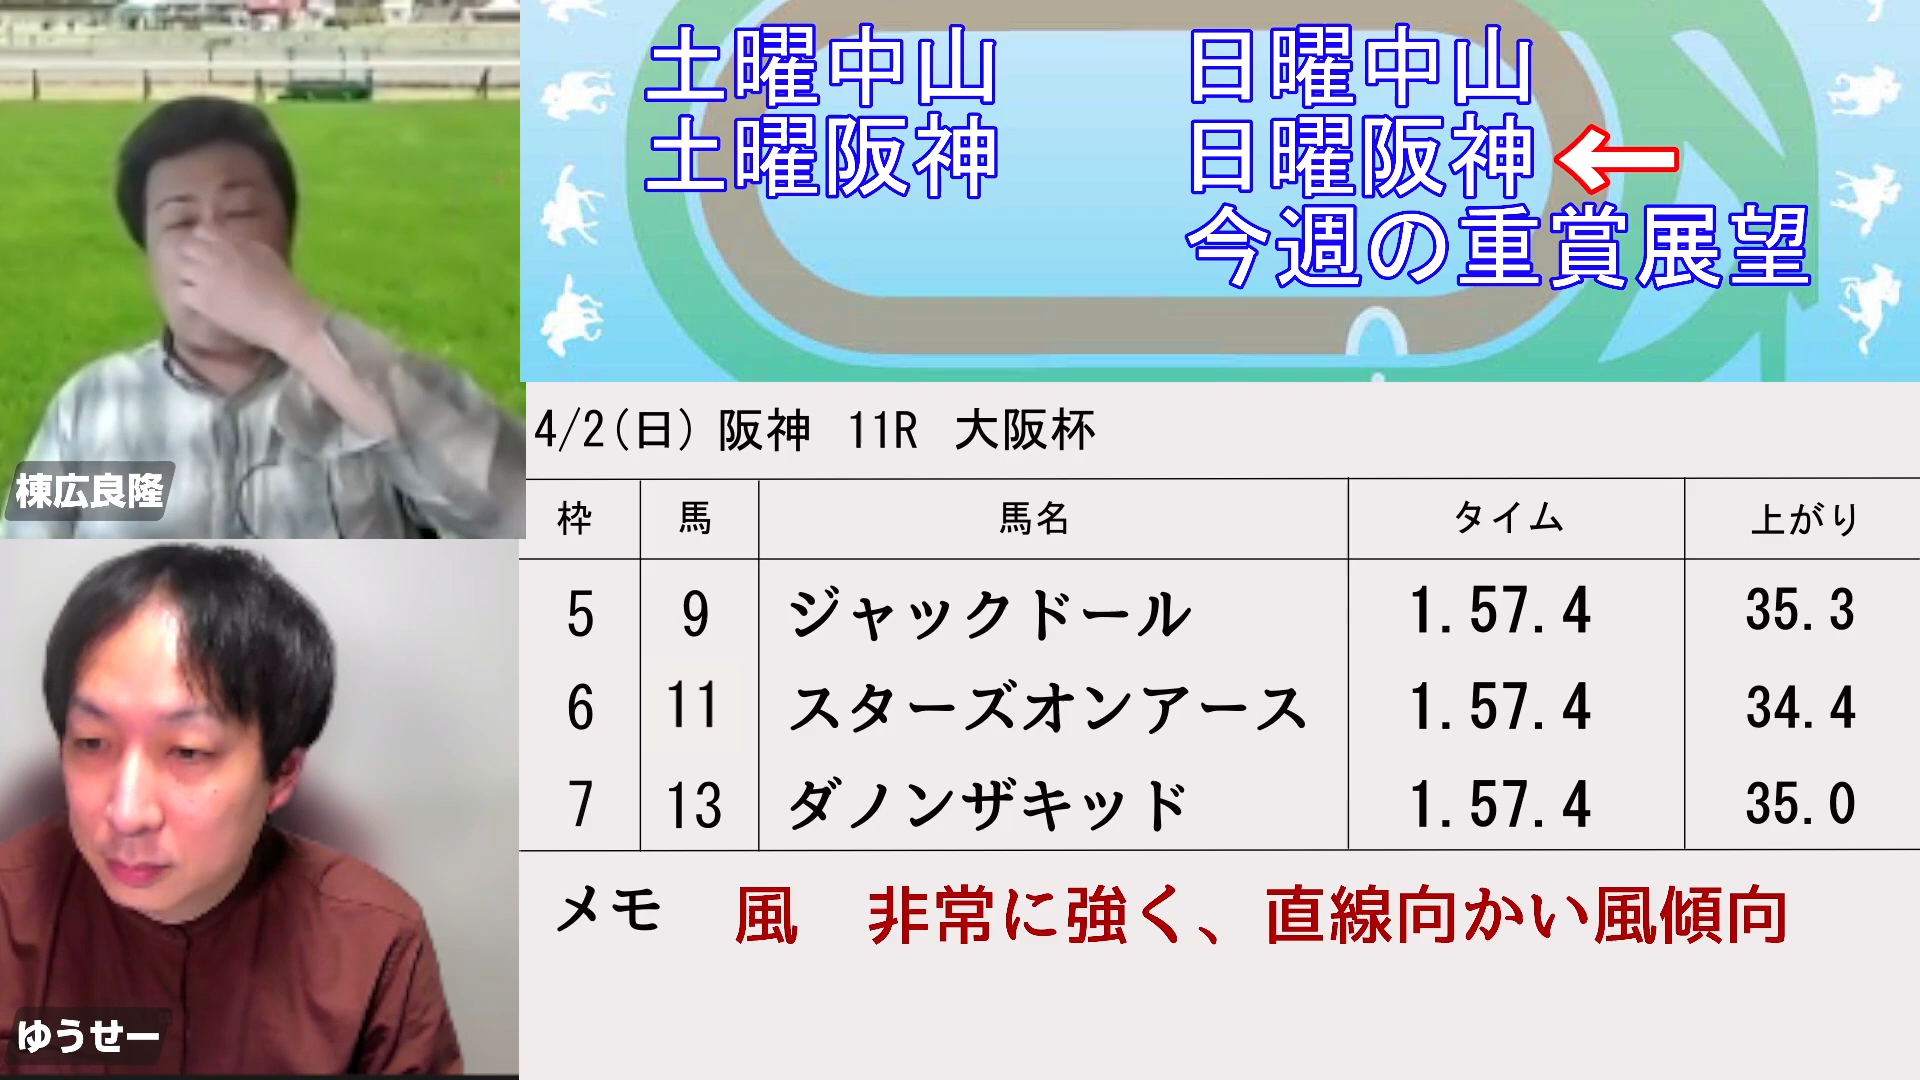 土曜中山 日曜中山
土曜阪神 日曜阪神
今週の重賞展望
4/2(日) 阪神 11R 大阪杯
枠 馬 馬名 タイム 上がり
5 9 ジャックドール 1.57.4 35.3
6 11 スターズオンアース 1.57.4 34.4
7 13 ダノンザキッド 1.57.4 35.0
メモ 風 非常に強く、直線向かい風傾向
棟広良隆
ゆうせー